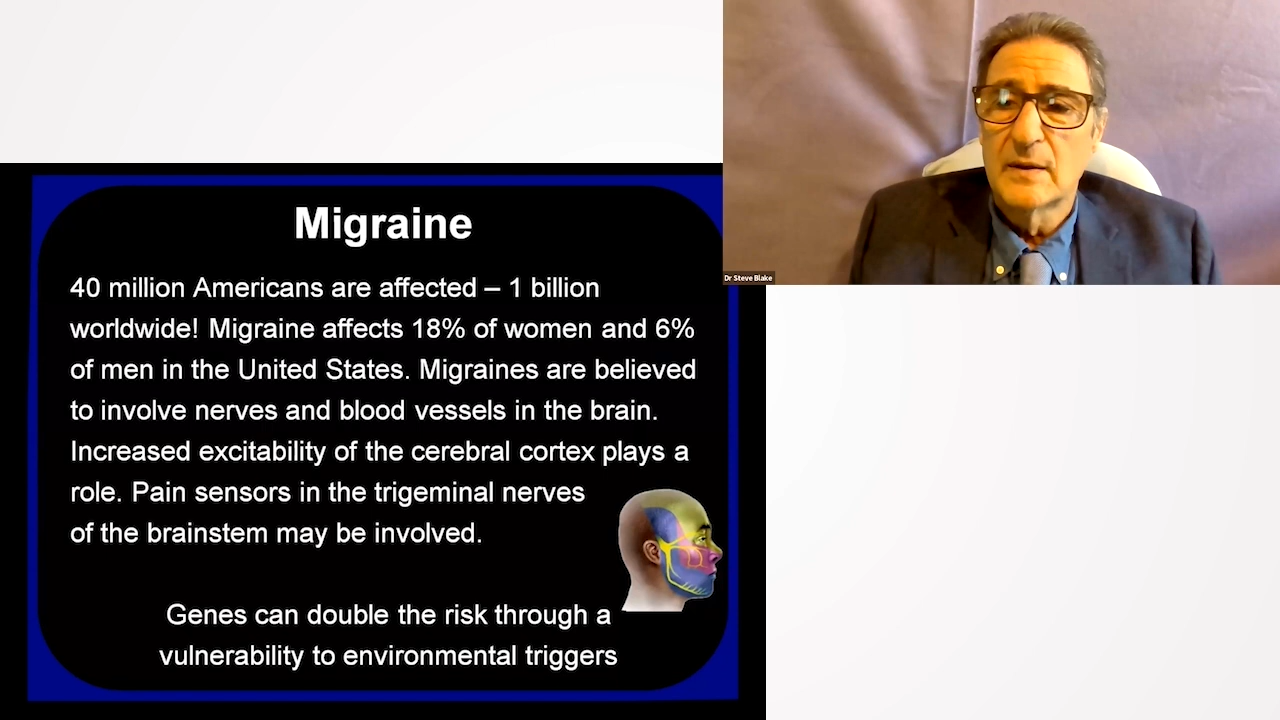 Migraine
40 million Americans are affected – 1 billion
worldwide! Migraine affects 18% of women and 6%
of men in the United States. Migraines are believed
to involve nerves and blood vessels in the brain.
Increased excitability of the cerebral cortex plays a
role. Pain sensors in the trigeminal nerves
of the brainstem may be involved.
Genes can double the risk through a
vulnerability to environmental triggers
Dr Steve Blake